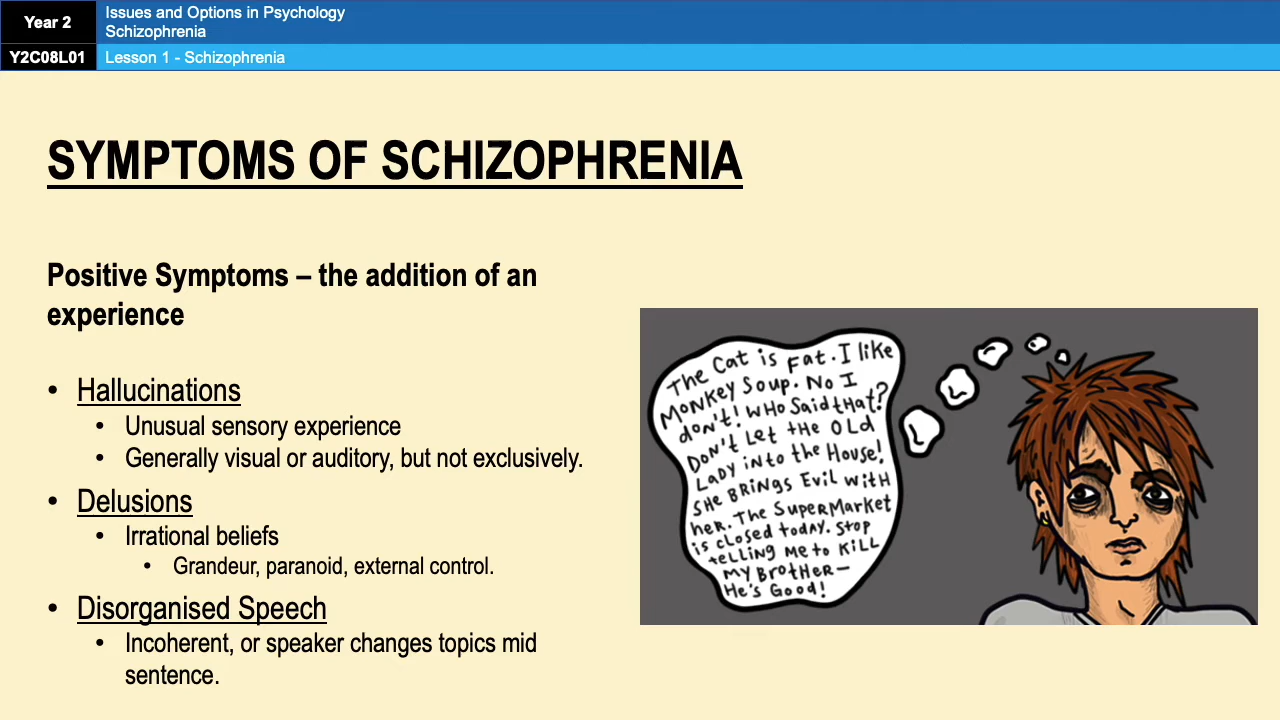 Year 2
Issues and Options in Psychology
Schizophrenia
Y2C08L01
Lesson 1 - Schizophrenia
SYMPTOMS OF SCHIZOPHRENIA
Positive Symptoms – the addition of an
experience
• Hallucinations
• Unusual sensory experience
• Generally visual or auditory, but not exclusively.
• Delusions
• Irrational beliefs
• Grandeur, paranoid, external control.
• Disorganised Speech
• Incoherent, or speaker changes topics mid
sentence.
The Cat is Fat. I like
Monkey Soup. No I
don't! Who Said that?
Don't Let the Old
Lady into the House!
She Brings Evil with
her. The Supermarket
is closed today. Stop
telling me to kill
my Brother—
He's Good!